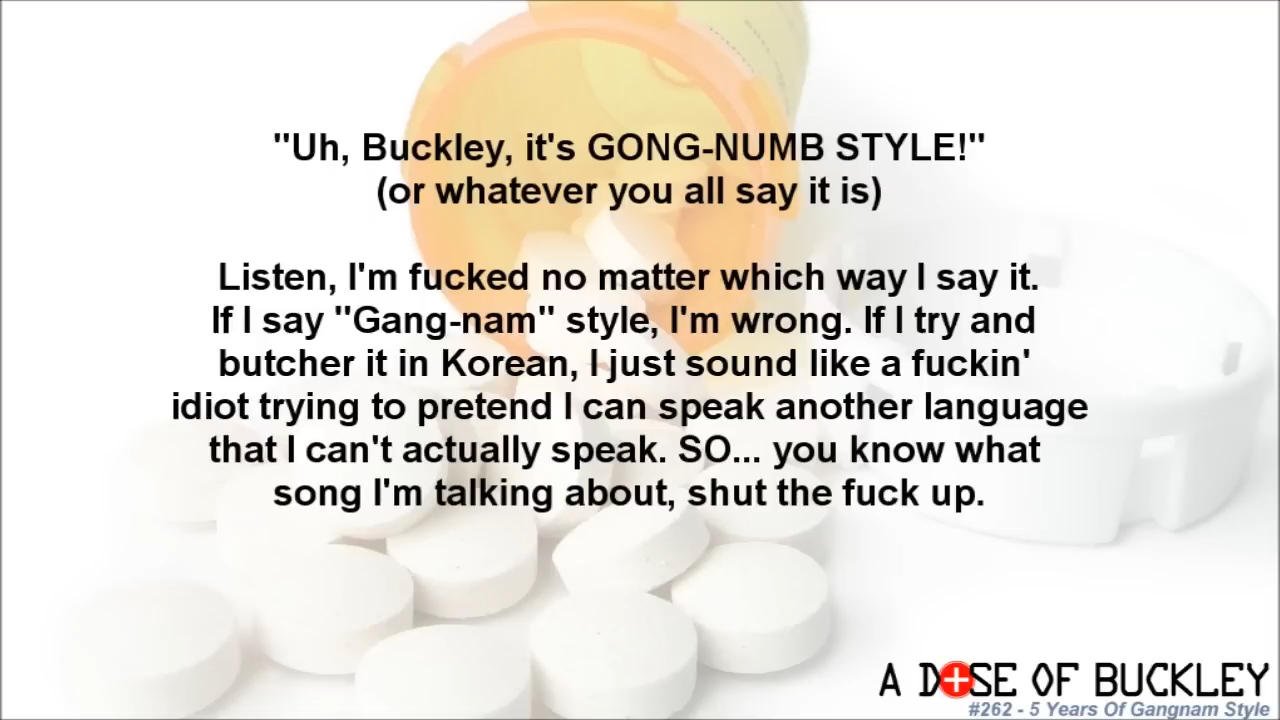 "Uh, Buckley, it's GONG-NUMB STYLE!"
(or whatever you all say it is)
Listen, I'm fucked no matter which way I say it.
If I say "Gang-nam" style, I'm wrong. If I try and
butcher it in Korean, I just sound like a fuckin'
idiot trying to pretend I can speak another language
that I can't actually speak. SO... you know what
song I'm talking about, shut the fuck up.
A DOSE OF BUCKLEY
#262 - 5 Years Of Gangnam Style